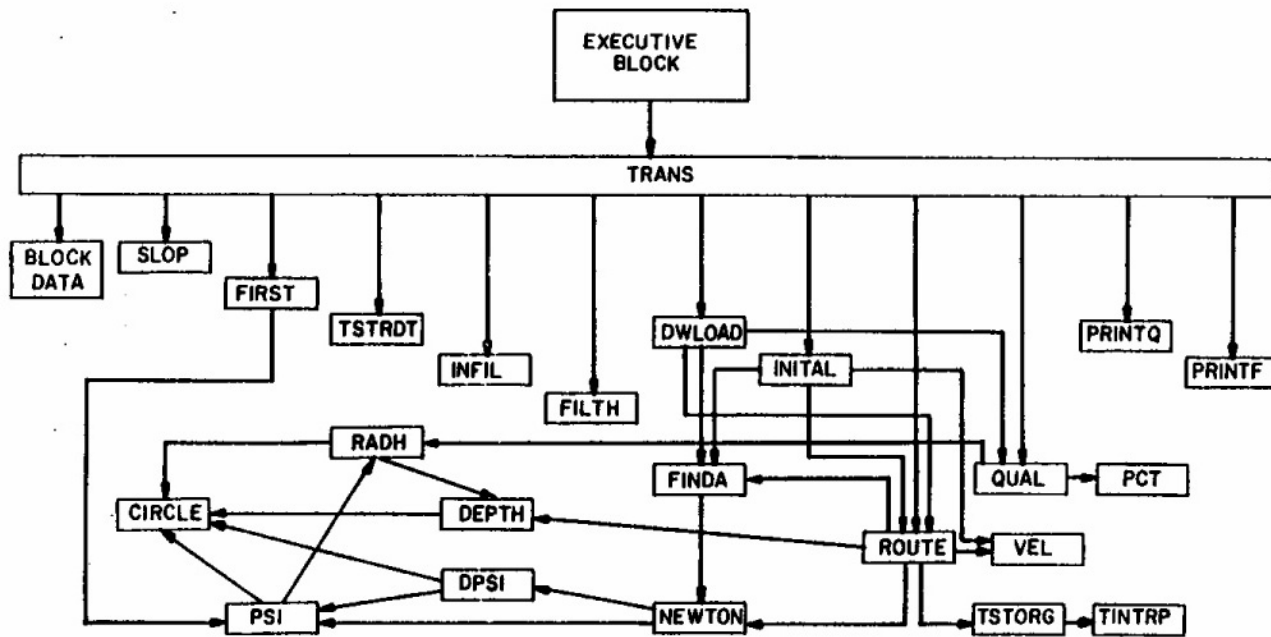 EXECUTIVE
BLOCK
TRANS
BLOCK
DATA
SLOP
FIRST
TSTRDT
INFIL
FILTH
DWLOAD
INITAL
PRINTQ
PRINTF
RADH
FINDA
QUAL
PCT
CIRCLE
DEPTH
ROUTE
VEL
DPSI
PSI
NEWTON
TSTORG
TINTRP